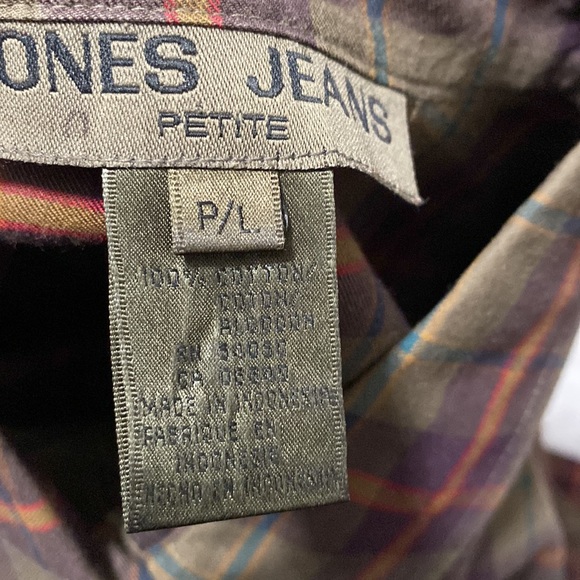 ONES JEANS
PETITE
P/L
100% COTTON/
COTON/
ALGODON
MADE IN INDONESIA
FABRIQUE EN
INDONESIE
HECHO EN INDONESIA